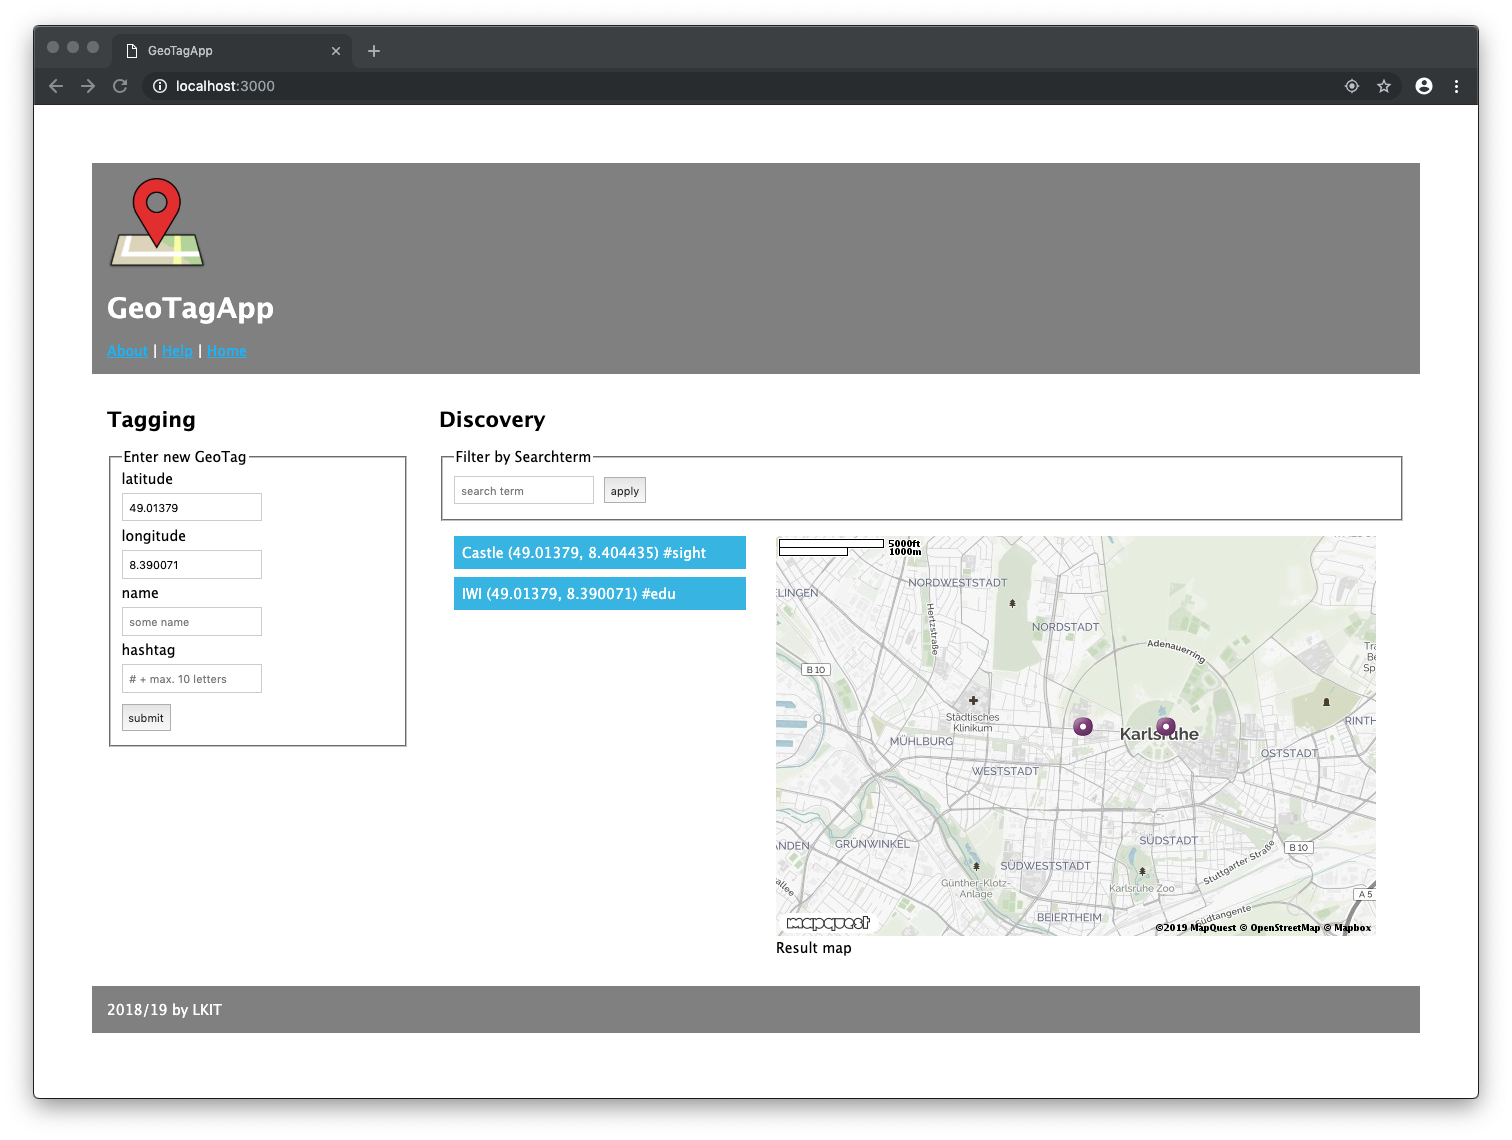 GeoTagApp
localhost:3000
GeoTagApp
About | Help | Home
Tagging
Enter new GeoTag
latitude
49.01379
longitude
8.390071
name
some name
hashtag
# + max. 10 letters
submit
Discovery
Filter by Searchterm
search term
apply
Castle (49.01379, 8.404435) #sight
IWI (49.01379, 8.390071) #edu
5000ft
1000m
NORDWESTSTADT
ELINGEN
Hertzstraße
NORDSTADT
Adenauerring
B 10
Städtisches
Klinikum
RINTH
MÜHLBURG
Karlsruhe
OSTSTADT
WESTSTADT
GRÜNWINKEL
SÜDSTADT
B 10
SÜDWESTSTADT
Stuttgarter Straße
Günther-Klotz-
Anlage
Karlsruhe Zoo
A 5
BEIERTHEIM
Südtangente
mapquest
©2019 MapQuest © OpenStreetMap © Mapbox
Result map
2018/19 by LKIT